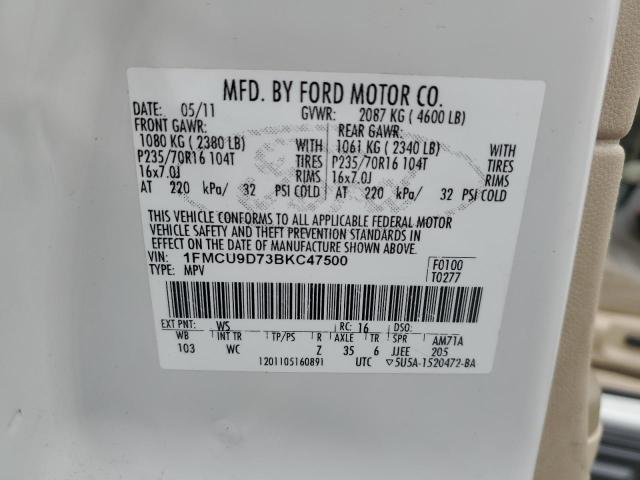 MFD. BY FORD MOTOR CO.
DATE: 05/11 GVWR: 2087 KG ( 4600 LB)
FRONT GAWR: REAR GAWR:
1080 KG ( 2380 LB) WITH 1061 KG ( 2340 LB) WITH
P235/70R16 104T TIRES P235/70R16 104T TIRES
16x7.0J RIMS 16x7.0J RIMS
AT 220 kPa/ 32 PSI COLD AT 220 kPa/ 32 PSI COLD
THIS VEHICLE CONFORMS TO ALL APPLICABLE FEDERAL MOTOR
VEHICLE SAFETY AND THEFT PREVENTION STANDARDS IN
EFFECT ON THE DATE OF MANUFACTURE SHOWN ABOVE.
VIN: 1FMCU9D73BKC47500 F0100
TYPE: MPV T0277
EXT PNT: WS RC: 16 DSO:
WB INT TR TP/PS R AXLE TR SPR AM71A
103 WC Z 35 6 JJEE 205
1201105160891 UTC ▽5U5A-1520472-BA